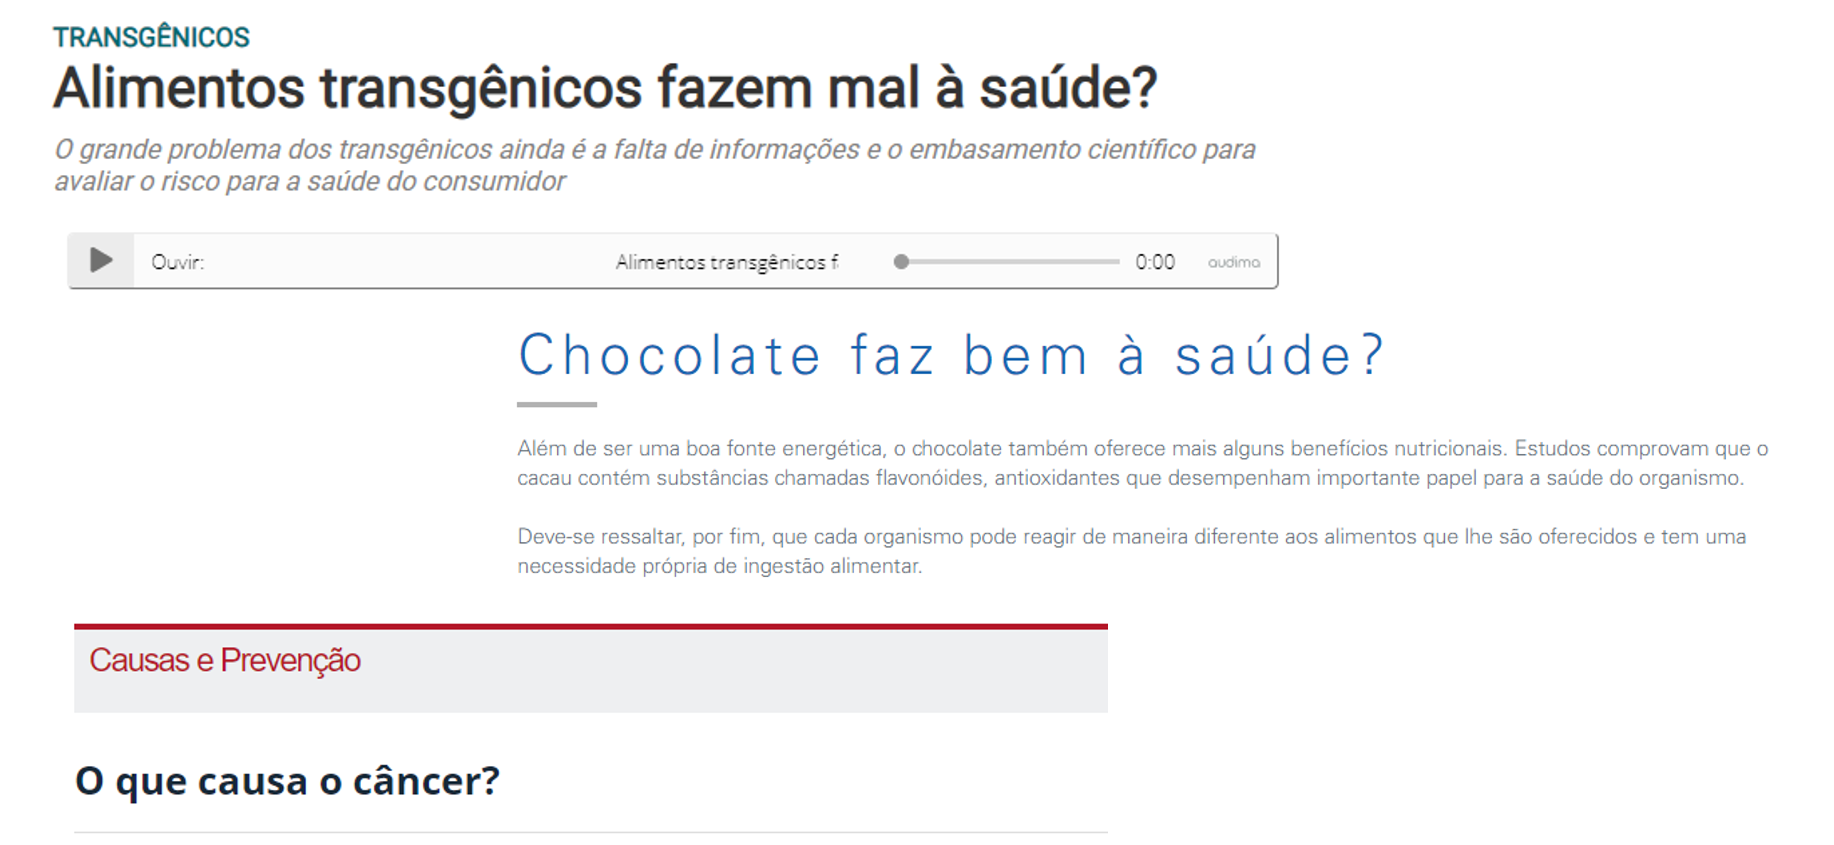 TRANSGÊNICOS
Alimentos transgênicos fazem mal à saúde?
O grande problema dos transgênicos ainda é a falta de informações e o embasamento científico para
avaliar o risco para a saúde do consumidor
Ouvir: Alimentos transgênicos f 0:00 audima
Chocolate faz bem à saúde?
Além de ser uma boa fonte energética, o chocolate também oferece mais alguns benefícios nutricionais. Estudos comprovam que o
cacau contém substâncias chamadas flavonóides, antioxidantes que desempenham importante papel para a saúde do organismo.
Deve-se ressaltar, por fim, que cada organismo pode reagir de maneira diferente aos alimentos que lhe são oferecidos e tem uma
necessidade própria de ingestão alimentar.
Causas e Prevenção
O que causa o câncer?